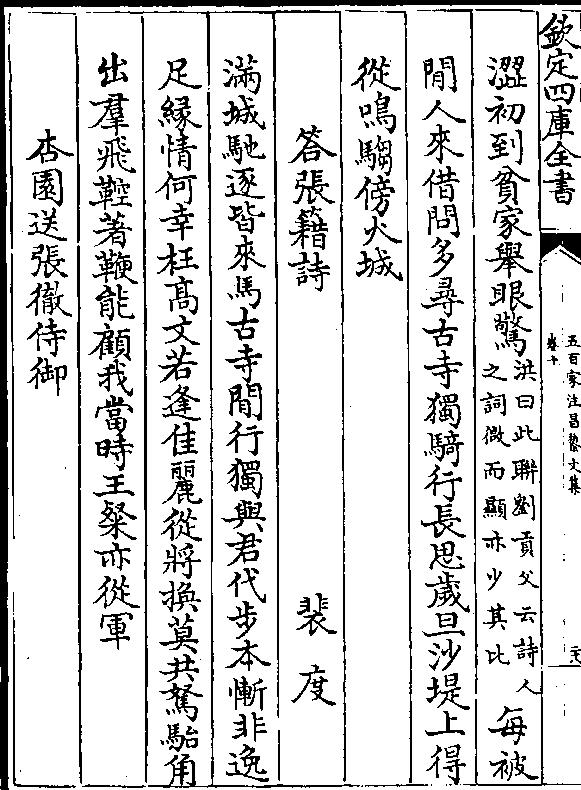 欽定四庫全書
五百家注昌黎文集
卷十
澀初到貧家舉眼驚洪曰此聯劉貢父云詩人之詞微而顯亦少其比每被
閒人來借問多尋古寺獨騎行長思歲旦沙堤上得
從鳴騶傍火城
答張籍詩 裴度
滿城馳逐皆來馬古寺閒行獨與君代步本慚非逸
足緣情何幸枉高文若逢佳麗從將換莫共駑駘角
出羣飛鞚著鞭能顧我當時王粲亦從軍
杏園送張徹侍御